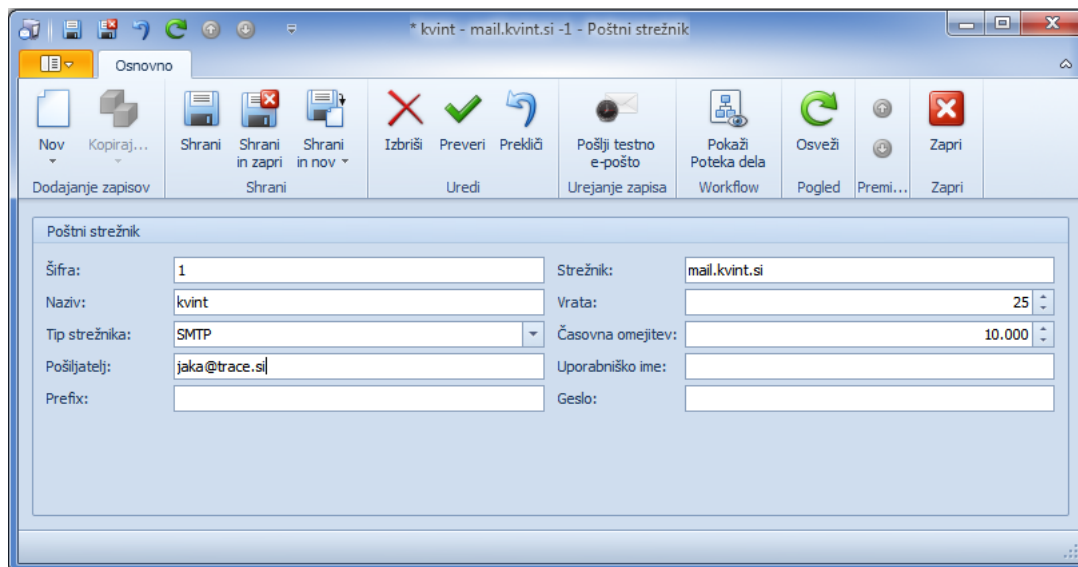 * kvint - mail.kvint.si -1 - Poštni strežnik
Osnovno
Nov
Kopiraj...
Shrani
Shrani in zapri
Shrani in nov
Izbriši
Preveri
Prekliči
Pošlji testno e-pošto
Pokaži Poteka dela
Osveži
Zapri
Dodajanje zapisov
Shrani
Uredi
Urejanje zapisa
Workflow
Pogled
Premi...
Zapri
Poštni strežnik
Šifra: 1
Strežnik: mail.kvint.si
Naziv: kvint
Vrata: 25
Tip strežnika: SMTP
Časovna omejitev: 10.000
Pošiljatelj: jaka@trace.si
Uporabniško ime:
Prefix:
Geslo: